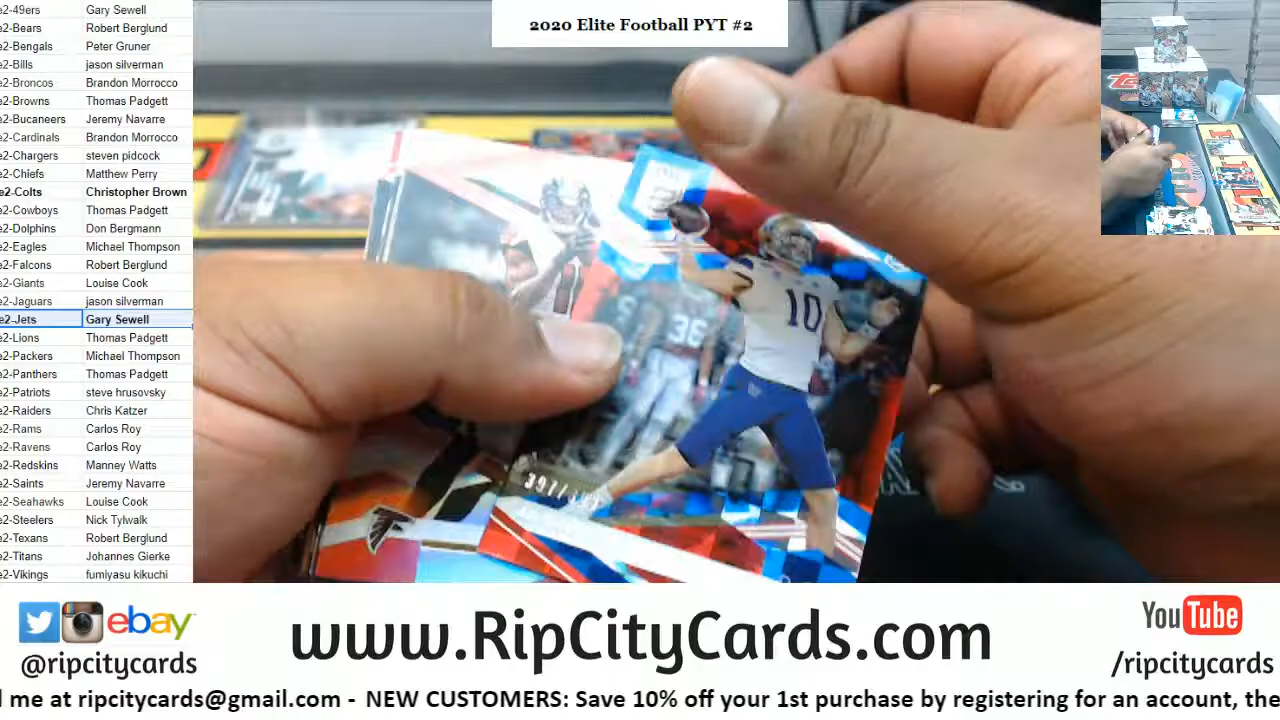 2020 Elite Football PYT #2
e2-49ers Gary Sewell
e2-Bears Robert Berglund
e2-Bengals Peter Gruner
e2-Bills jason silverman
e2-Broncos Brandon Morrocco
e2-Browns Thomas Padgett
e2-Bucaneers Jeremy Navarre
e2-Cardinals Brandon Morrocco
e2-Chargers steven pidcock
e2-Chiefs Matthew Perry
e2-Colts Christopher Brown
e2-Cowboys Thomas Padgett
e2-Dolphins Don Bergmann
e2-Eagles Michael Thompson
e2-Falcons Robert Berglund
e2-Giants Louise Cook
e2-Jaguars jason silverman
e2-Jets Gary Sewell
e2-Lions Thomas Padgett
e2-Packers Michael Thompson
e2-Panthers Thomas Padgett
e2-Patriots steve hrusovsky
e2-Raiders Chris Katzer
e2-Rams Carlos Roy
e2-Ravens Carlos Roy
e2-Redskins Manney Watts
e2-Saints Jeremy Navarre
e2-Seahawks Louise Cook
e2-Steelers Nick Tylwalk
e2-Texans Robert Berglund
e2-Titans Johannes Gierke
e2-Vikings fumiyasu kikuchi
10
36
1
ebay
@ripcitycards
www.RipCityCards.com
YouTube
/ripcitycards
l me at ripcitycards@gmail.com - NEW CUSTOMERS: Save 10% off your 1st purchase by registering for an account, the